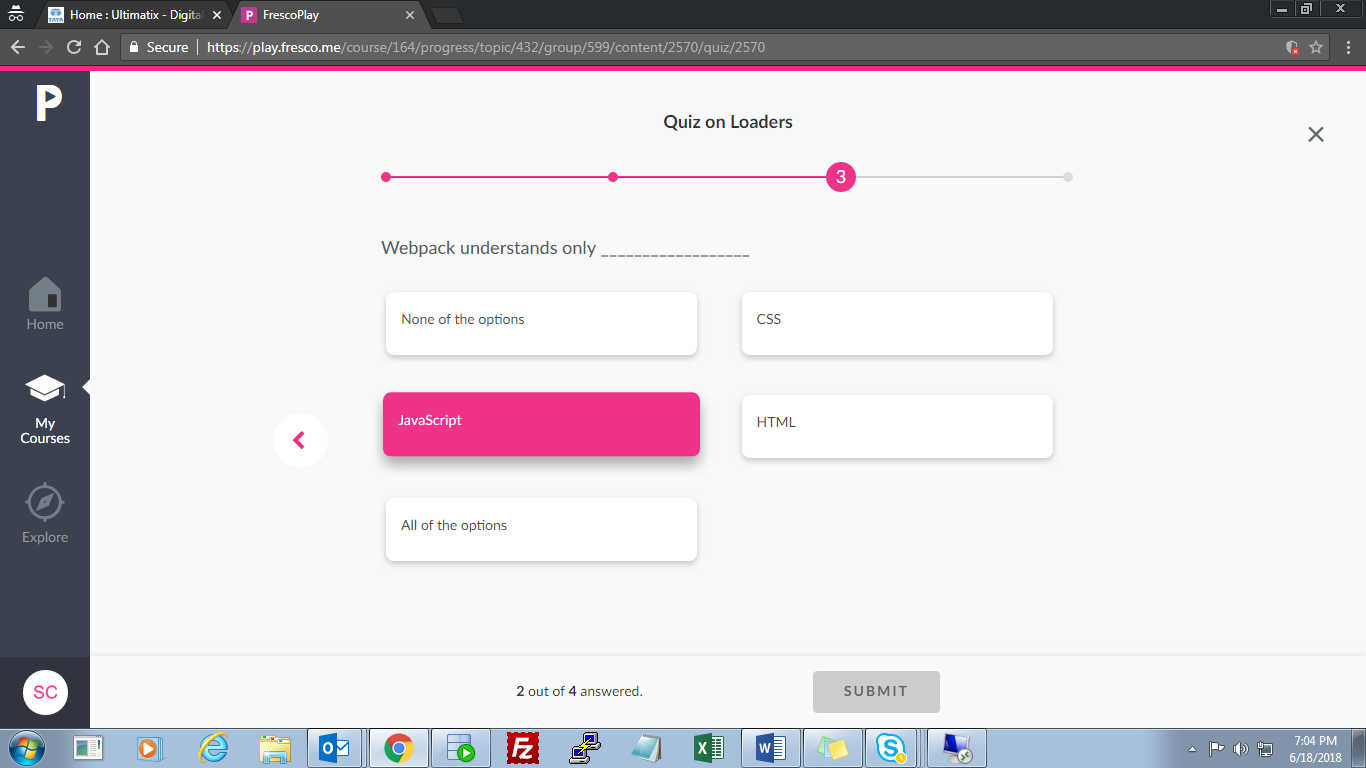 Home : Ultimatix - Digita
FrescoPlay
Secure
https://play.fresco.me/course/164/progress/topic/432/group/599/content/2570/quiz/2570
P
Quiz on Loaders
3
Webpack understands only __________________
None of the options
CSS
JavaScript
HTML
All of the options
Home
My
Courses
Explore
SC
2 out of 4 answered.
SUBMIT
7:04 PM
6/18/2018